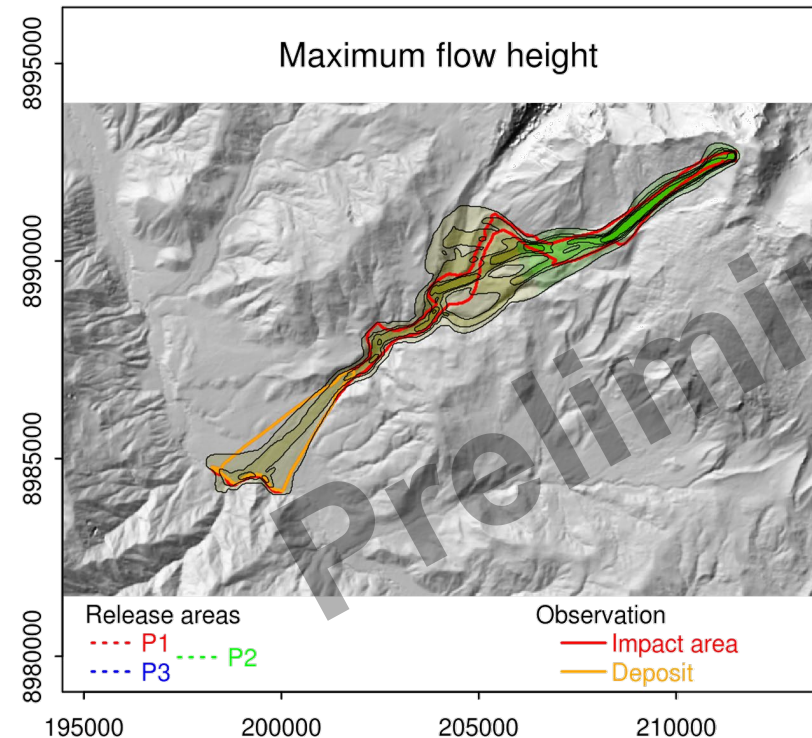 Maximum flow height
8995000
8990000
8985000
8980000
Prelimi
Release areas
P1
P2
P3
Observation
Impact area
Deposit
195000 200000 205000 210000